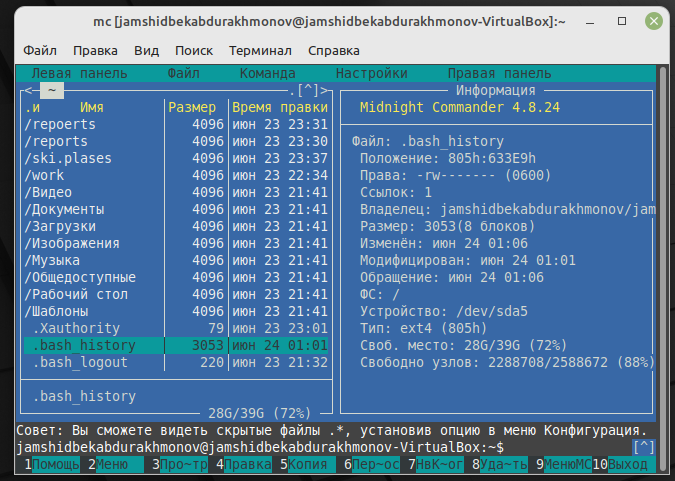 mc [jamshidbekabdurakhmonov@jamshidbekabdurakhmonov-VirtualBox]:~
Файл Правка Вид Поиск Терминал Справка
Левая панель Файл Команда Настройки Правая панель
<─ ~ .[^]>
.и Имя Размер Время правки
/repoerts 4096 июн 23 23:31
/reports 4096 июн 23 23:30
/ski.plases 4096 июн 23 23:37
/work 4096 июн 23 22:34
/Видео 4096 июн 23 21:41
/Документы 4096 июн 23 21:41
/Загрузки 4096 июн 23 21:41
/Изображения 4096 июн 23 21:41
/Музыка 4096 июн 23 21:41
/Общедоступные 4096 июн 23 21:41
/Рабочий стол 4096 июн 23 21:41
/Шаблоны 4096 июн 23 21:41
.Xauthority 79 июн 23 23:01
.bash_history 3053 июн 24 01:01
.bash_logout 220 июн 23 21:32
.bash_history
28G/39G (72%)
Информация
Midnight Commander 4.8.24
Файл: .bash_history
Положение: 805h:633E9h
Права: -rw------- (0600)
Ссылок: 1
Владелец: jamshidbekabdurakhmonov/jam
Размер: 3053(8 блоков)
Изменён: июн 24 01:06
Модифицирован: июн 24 01:01
Обращение: июн 24 01:06
ФС: /
Устройство: /dev/sda5
Тип: ext4 (805h)
Своб. место: 28G/39G (72%)
Свободно узлов: 2288708/2588672 (88%)
Совет: Вы сможете видеть скрытые файлы .*, установив опцию в меню Конфигурация.
jamshidbekabdurakhmonov@jamshidbekabdurakhmonov-VirtualBox:~$ [^]
1Помощь 2Меню 3Про~тр 4Правка 5Копия 6Пер~ос 7НвК~ог 8Уда~ть 9МенюМС 10Выход